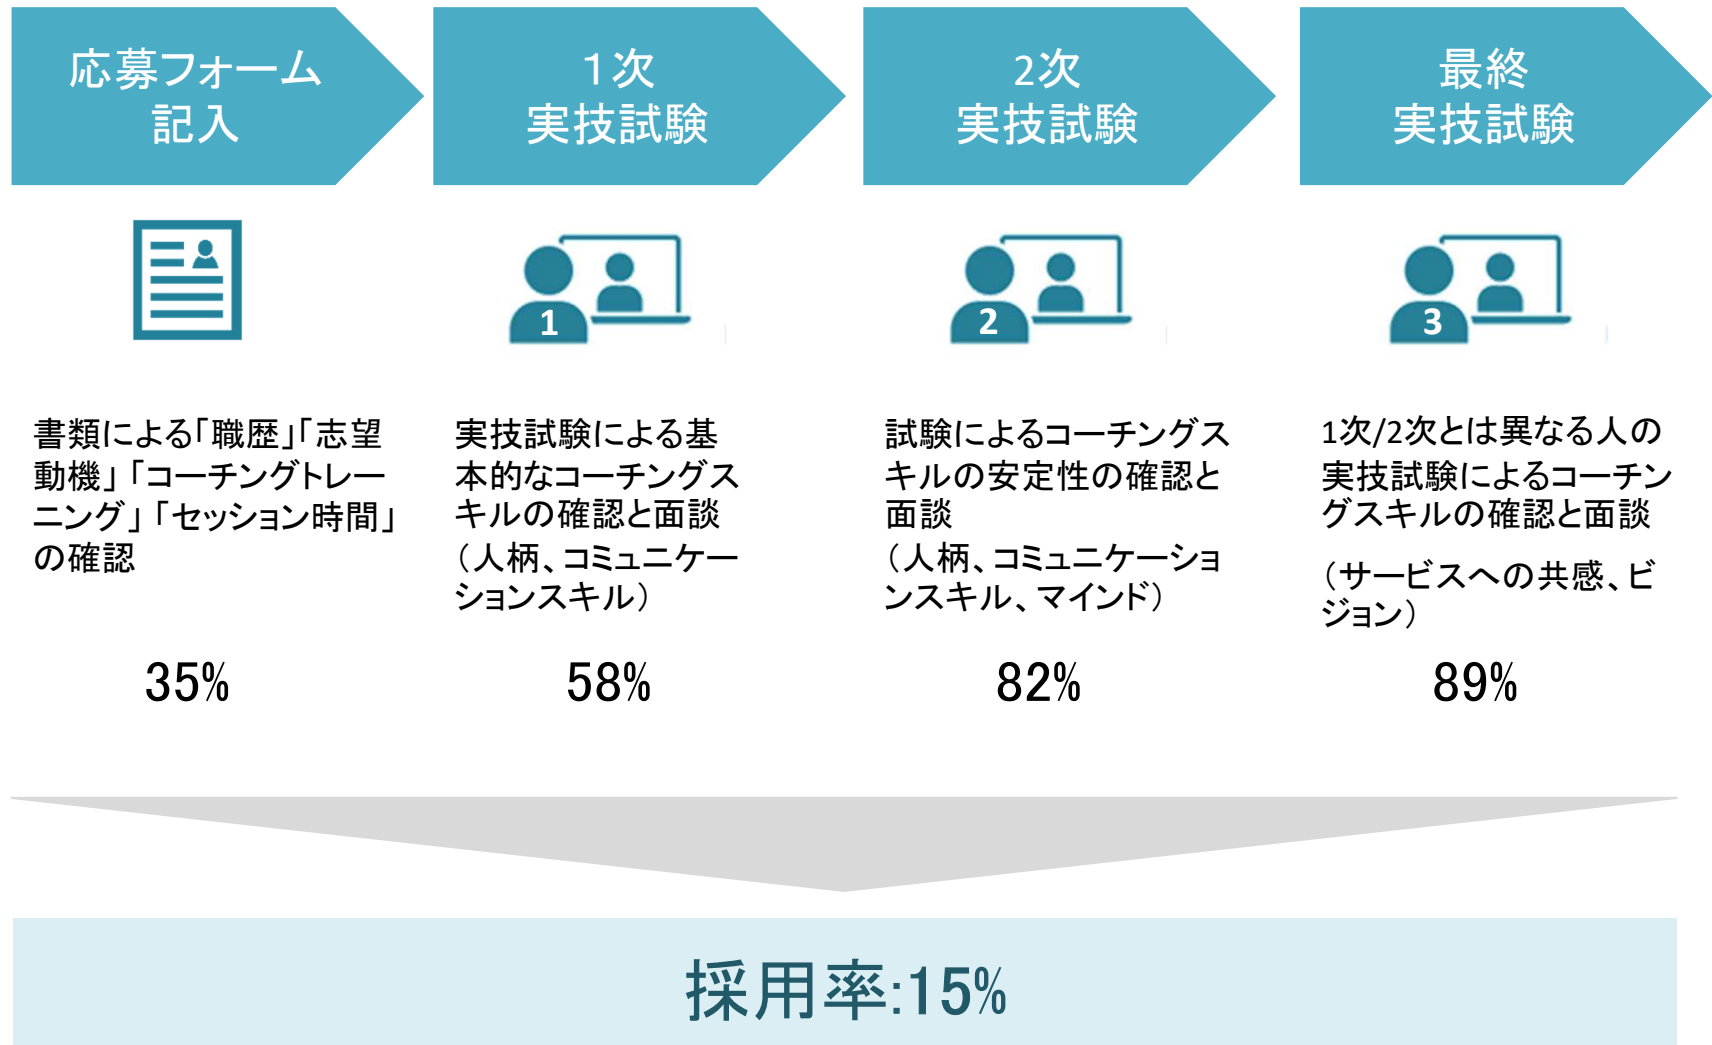 応募フォーム
記入
1次
実技試験
2次
実技試験
最終
実技試験
1
2
3
書類による「職歴」「志望
動機」「コーチングトレー
ニング」「セッション時間」
の確認
35%
実技試験による基
本的なコーチングス
キルの確認と面談
（人柄、コミュニケー
ションスキル）
58%
試験によるコーチングス
キルの安定性の確認と
面談
（人柄、コミュニケーショ
ンスキル、マインド）
82%
1次/2次とは異なる人の
実技試験によるコーチン
グスキルの確認と面談
（サービスへの共感、ビ
ジョン）
89%
採用率:15%